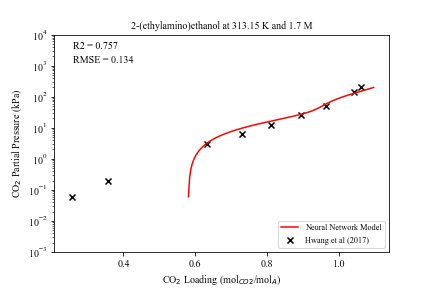 2-(ethylamino)ethanol at 313.15 K and 1.7 M
R2 = 0.757
RMSE = 0.134
CO₂ Partial Pressure (kPa)
10⁴
10³
10²
10¹
10⁰
10⁻¹
10⁻²
10⁻³
0.4 0.6 0.8 1.0
CO₂ Loading (mol_CO2/mol_A)
Neural Network Model
Hwang et al (2017)